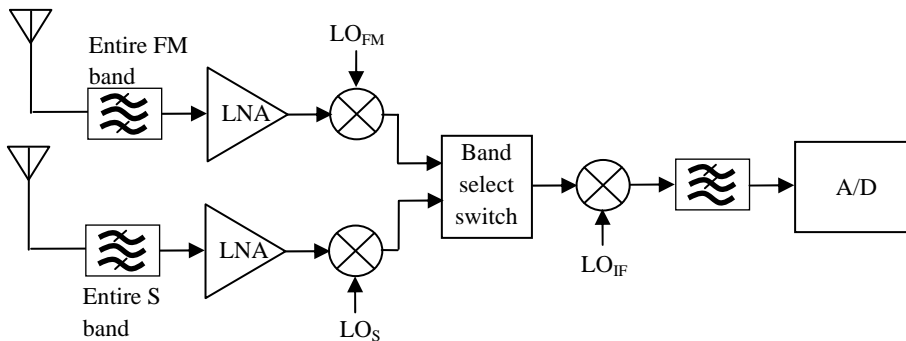 LO_FM
Entire FM
band
LNA
Band
select
switch
A/D
LNA
LO_IF
Entire S
band
LO_S